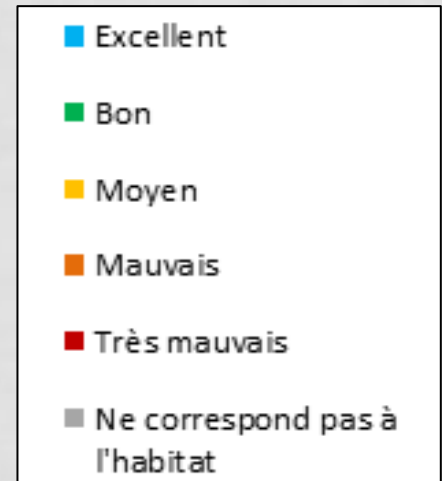 Excellent
Bon
Moyen
Mauvais
Très mauvais
Ne correspond pas à
l'habitat